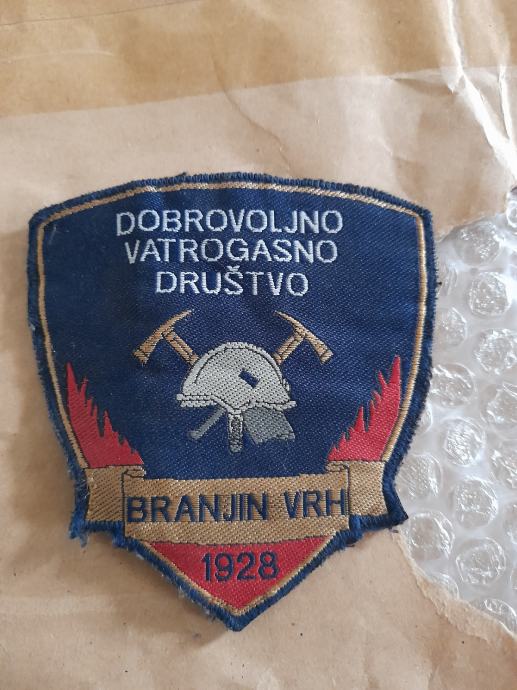 DOBROVOLJNO
VATROGASNO
DRUŠTVO
BRANJIN VRH
1928